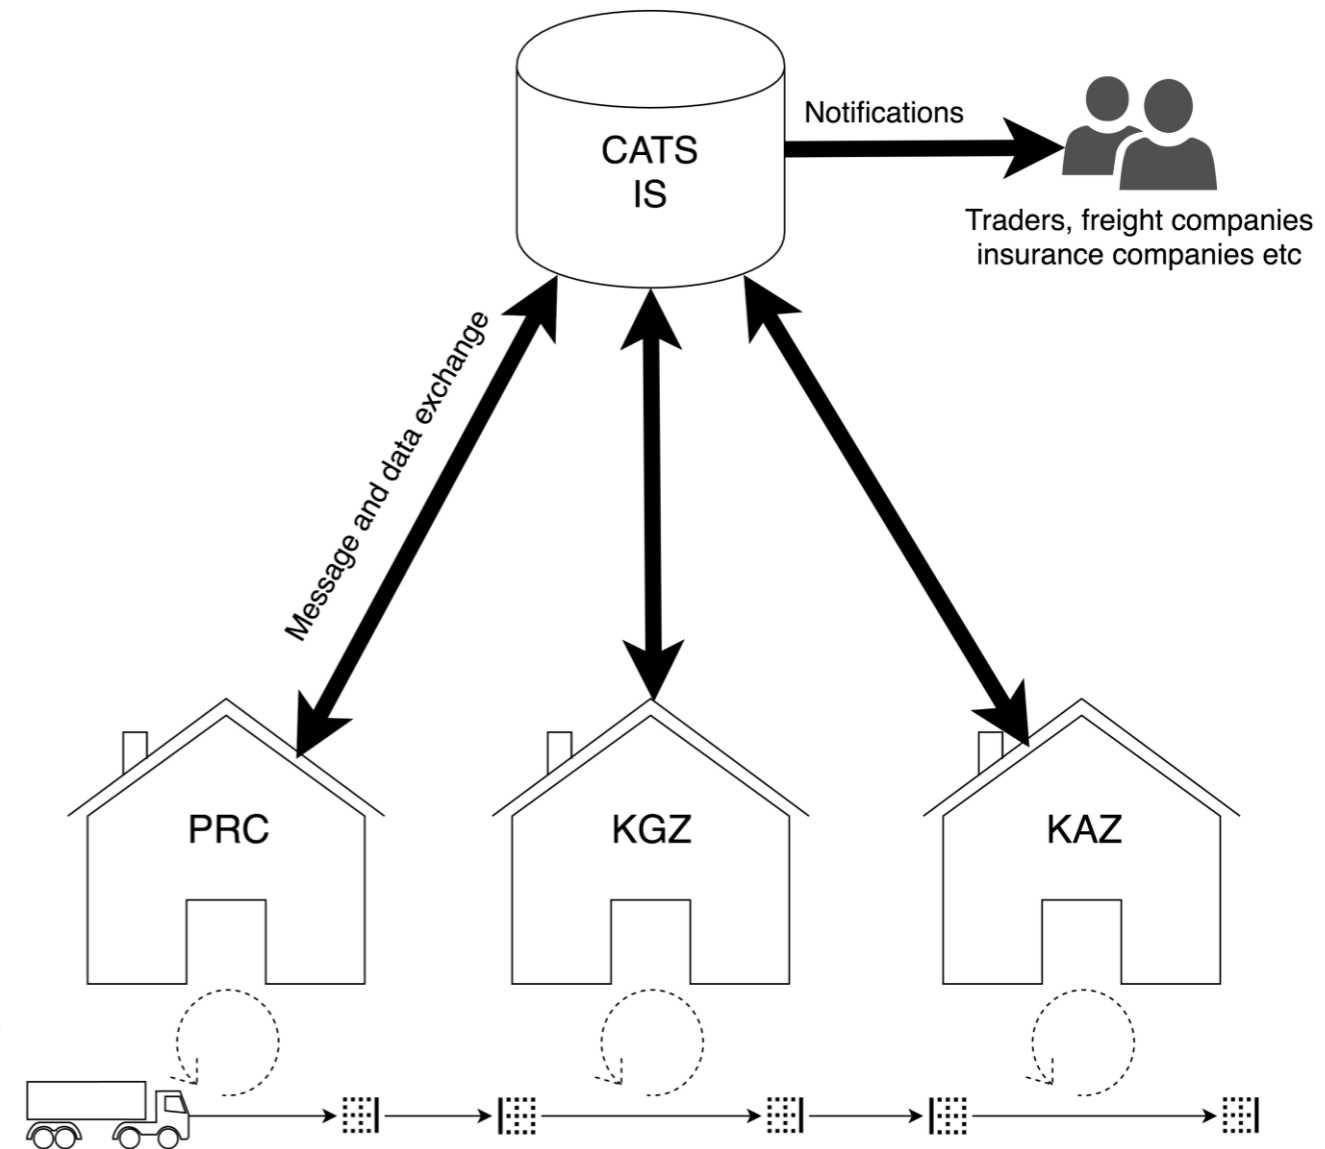 CATS
IS
Notifications
Traders, freight companies
insurance companies etc
Message and data exchange
PRC
KGZ
KAZ